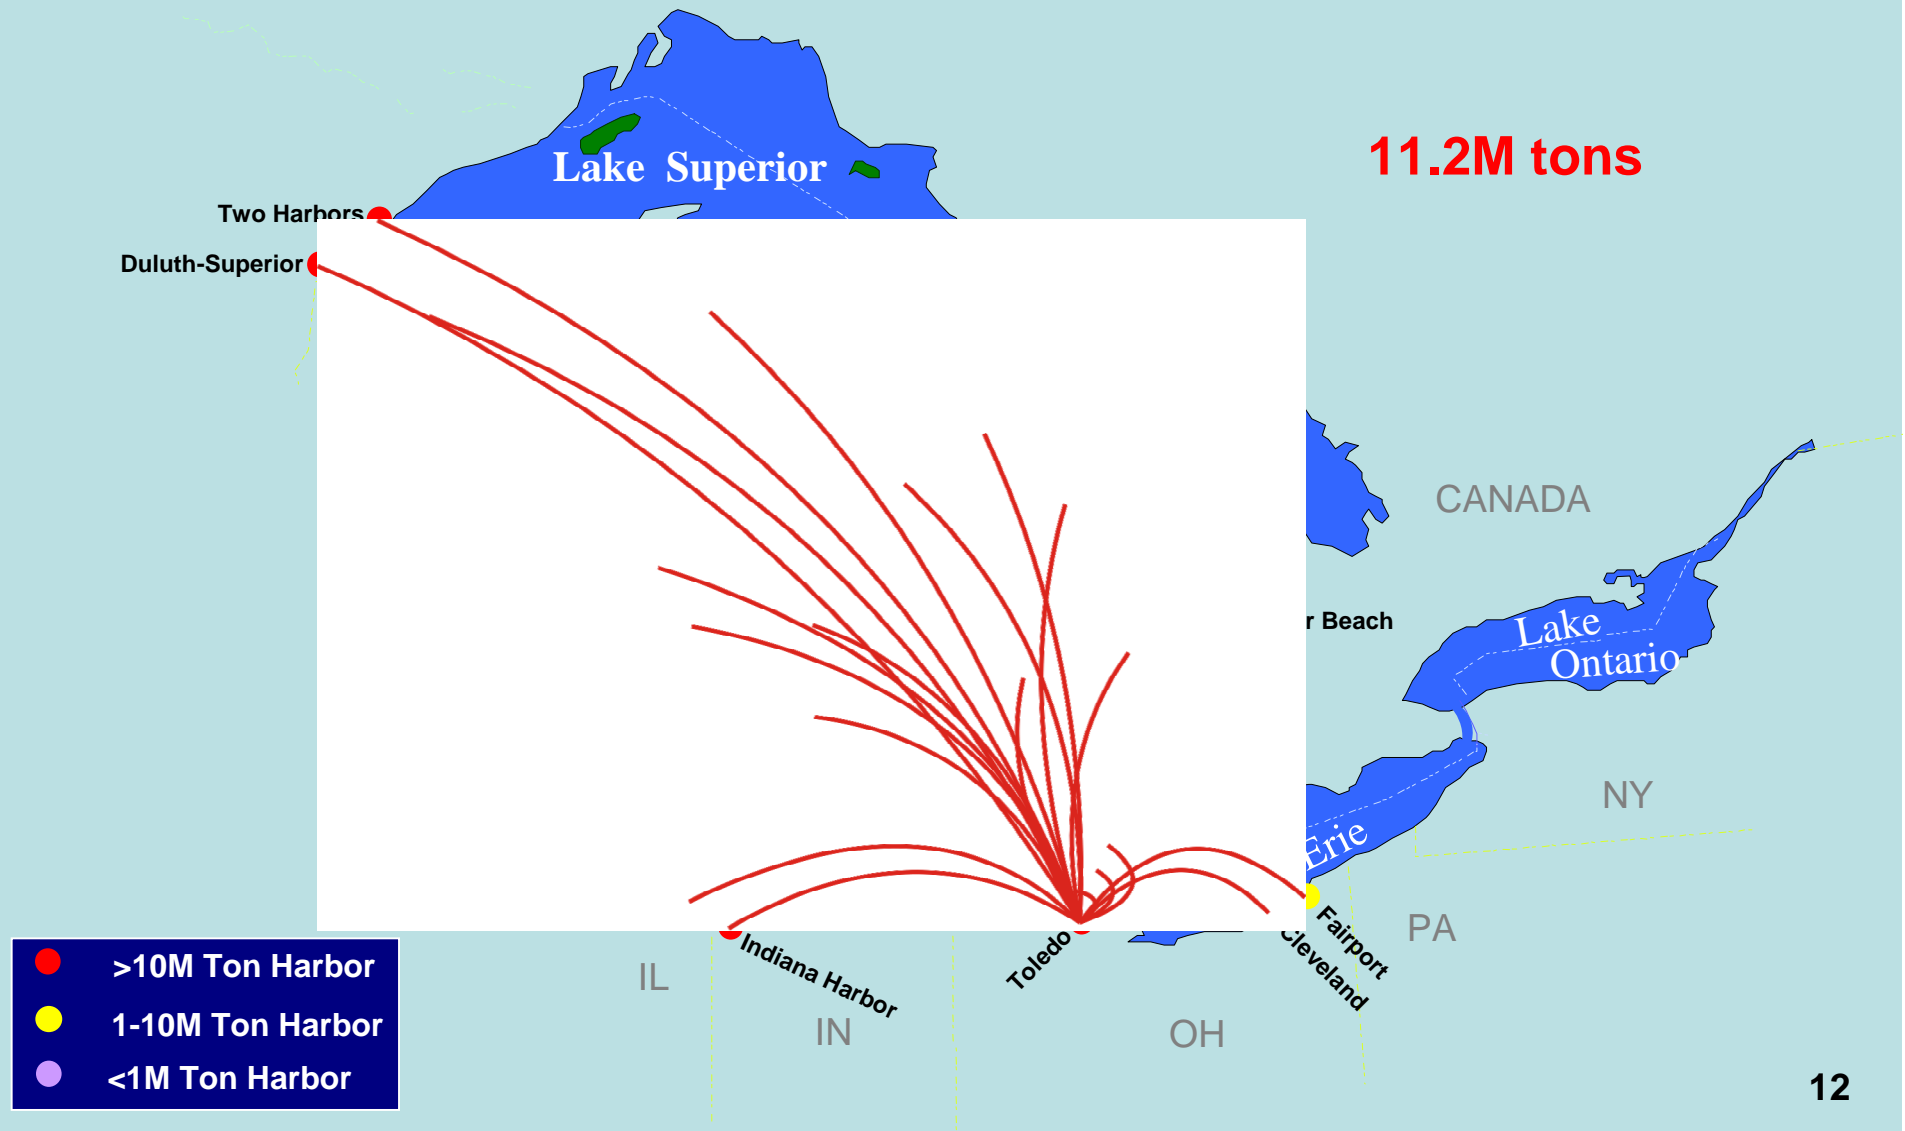 11.2M tons
Lake Superior
Two Harbors
Duluth-Superior
CANADA
r Beach
Lake
Ontario
NY
Erie
PA
Fairport
Cleveland
Toledo
Indiana Harbor
IL
IN
OH
>10M Ton Harbor
1-10M Ton Harbor
<1M Ton Harbor
12